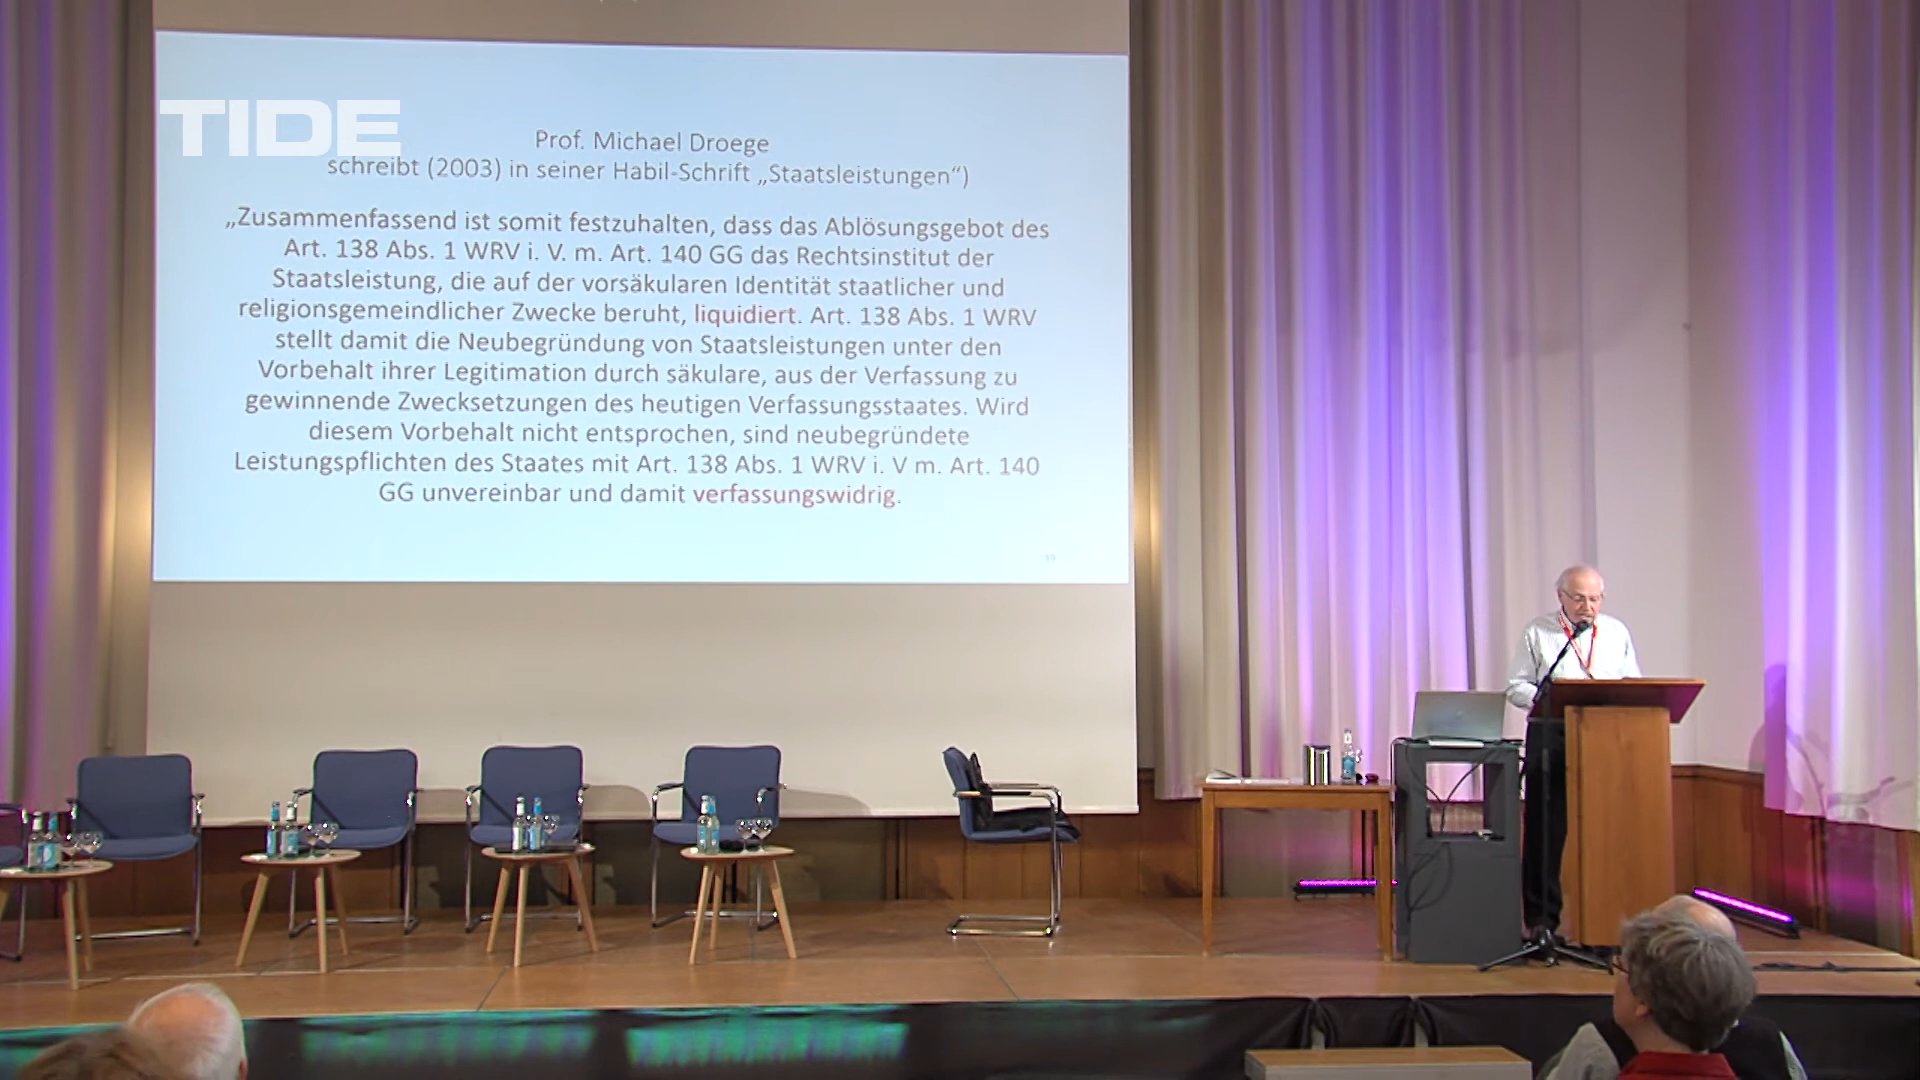 TIDE
Prof. Michael Droege
schreibt (2003) in seiner Habil-Schrift „Staatsleistungen“)
„Zusammenfassend ist somit festzuhalten, dass das Ablösungsgebot des
Art. 138 Abs. 1 WRV i. V. m. Art. 140 GG das Rechtsinstitut der
Staatsleistung, die auf der vorsäkularen Identität staatlicher und
religionsgemeindlicher Zwecke beruht, liquidiert. Art. 138 Abs. 1 WRV
stellt damit die Neubegründung von Staatsleistungen unter den
Vorbehalt ihrer Legitimation durch säkulare, aus der Verfassung zu
gewinnende Zwecksetzungen des heutigen Verfassungsstaates. Wird
diesem Vorbehalt nicht entsprochen, sind neubegründete
Leistungspflichten des Staates mit Art. 138 Abs. 1 WRV i. V m. Art. 140
GG unvereinbar und damit verfassungswidrig.